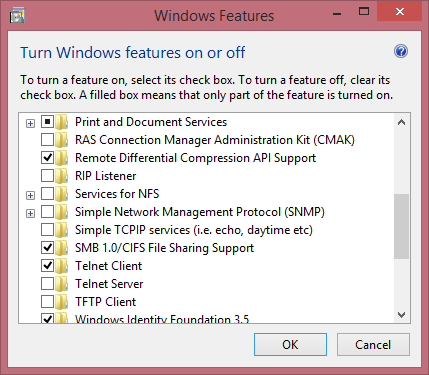 Windows Features
Turn Windows features on or off
To turn a feature on, select its check box. To turn a feature off, clear its
check box. A filled box means that only part of the feature is turned on.
Print and Document Services
RAS Connection Manager Administration Kit (CMAK)
Remote Differential Compression API Support
RIP Listener
Services for NFS
Simple Network Management Protocol (SNMP)
Simple TCPIP services (i.e. echo, daytime etc)
SMB 1.0/CIFS File Sharing Support
Telnet Client
Telnet Server
TFTP Client
Windows Identity Foundation 3.5
OK
Cancel